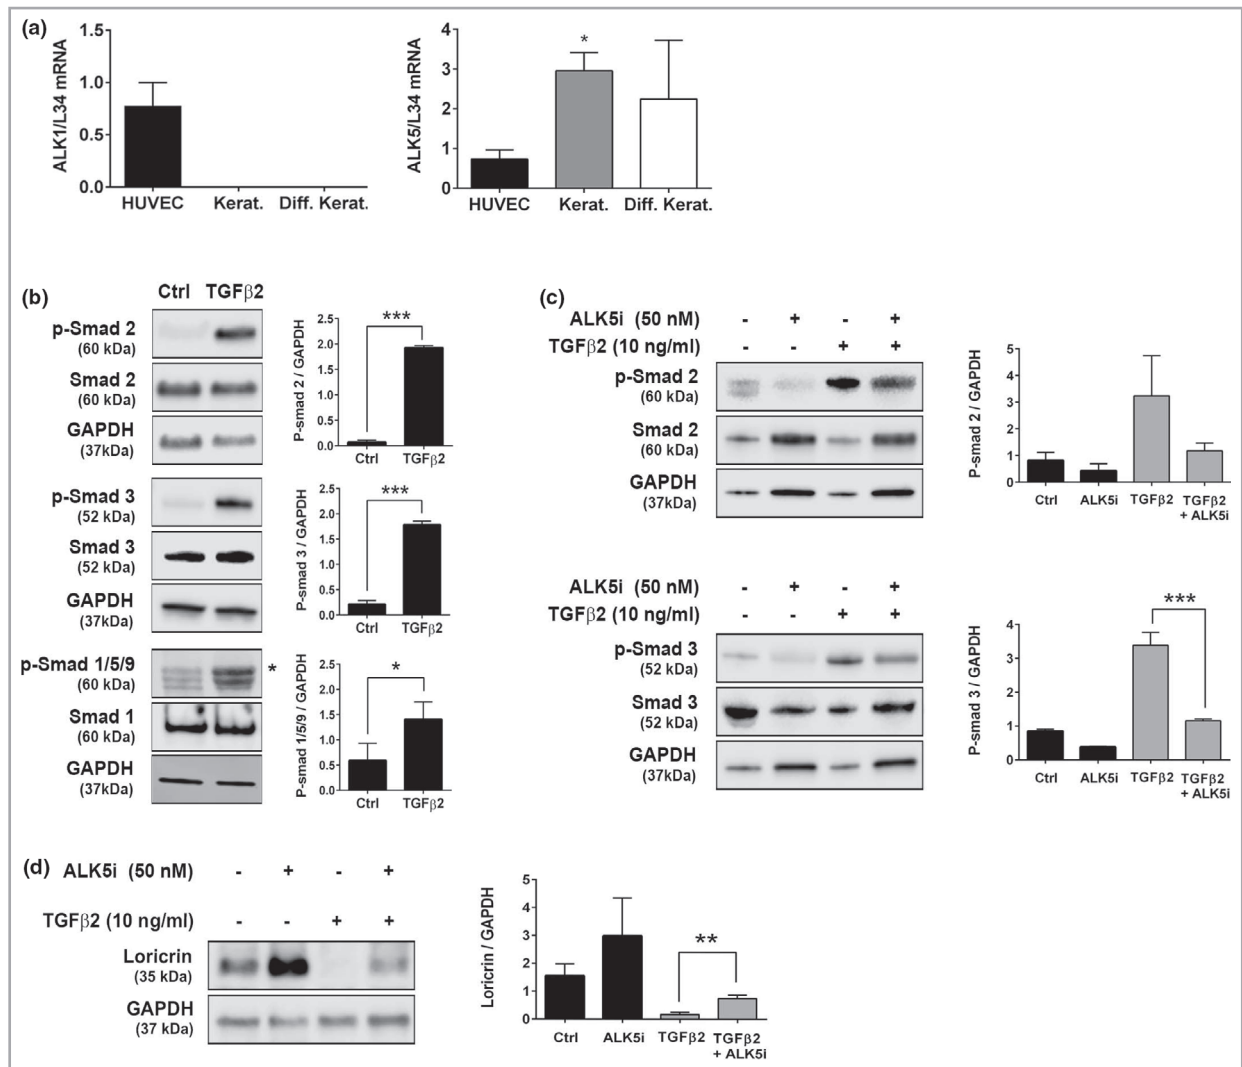 (a)
ALK1/L34 mRNA
1.5
1.0
0.5
0.0
HUVEC Kerat. Diff. Kerat.
ALK5/L34 mRNA
4
3
2
1
0
*
HUVEC Kerat. Diff. Kerat.
(b)
Ctrl TGFβ2
p-Smad 2
(60 kDa)
Smad 2
(60 kDa)
GAPDH
(37kDa)
P-smad 2 / GAPDH
2.5
2.0
1.5
1.0
0.5
0.0
***
Ctrl TGFβ2
p-Smad 3
(52 kDa)
Smad 3
(52 kDa)
GAPDH
(37kDa)
P-smad 3 / GAPDH
2.5
2.0
1.5
1.0
0.5
0.0
***
Ctrl TGFβ2
p-Smad 1/5/9
(60 kDa)
*
Smad 1
(60 kDa)
GAPDH
(37kDa)
P-smad 1/5/9 / GAPDH
2.5
2.0
1.5
1.0
0.5
0.0
*
Ctrl TGFβ2
(c)
ALK5i (50 nM) - + - +
TGFβ2 (10 ng/ml) - - + +
p-Smad 2
(60 kDa)
Smad 2
(60 kDa)
GAPDH
(37kDa)
P-smad 2 / GAPDH
5
4
3
2
1
0
Ctrl ALK5i TGFβ2 TGFβ2
+ ALK5i
ALK5i (50 nM) - + - +
TGFβ2 (10 ng/ml) - - + +
p-Smad 3
(52 kDa)
Smad 3
(52 kDa)
GAPDH
(37kDa)
P-smad 3 / GAPDH
4
3
2
1
0
***
Ctrl ALK5i TGFβ2 TGFβ2
+ ALK5i
(d)
ALK5i (50 nM) - + - +
TGFβ2 (10 ng/ml) - - + +
Loricrin
(35 kDa)
GAPDH
(37 kDa)
Loricrin / GAPDH
5
4
3
2
1
0
**
Ctrl ALK5i TGFβ2 TGFβ2
+ ALK5i